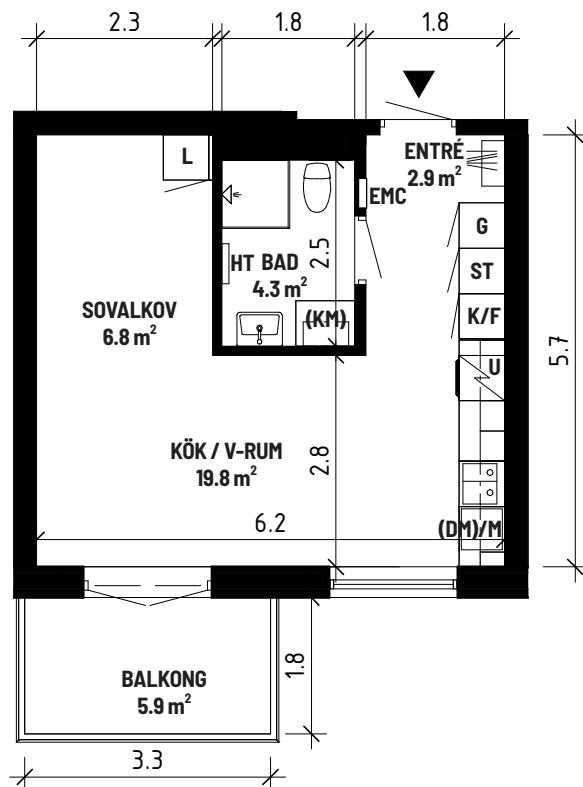 2.3
1.8
1.8
ENTRÉ
2.9 m²
L
EMC
G
HT BAD
4.3 m²
2.5
ST
SOVALKOV
6.8 m²
(KM)
K/F
5.7
U
KÖK / V-RUM
19.8 m²
2.8
6.2
(DM)/M
BALKONG
5.9 m²
1.8
3.3